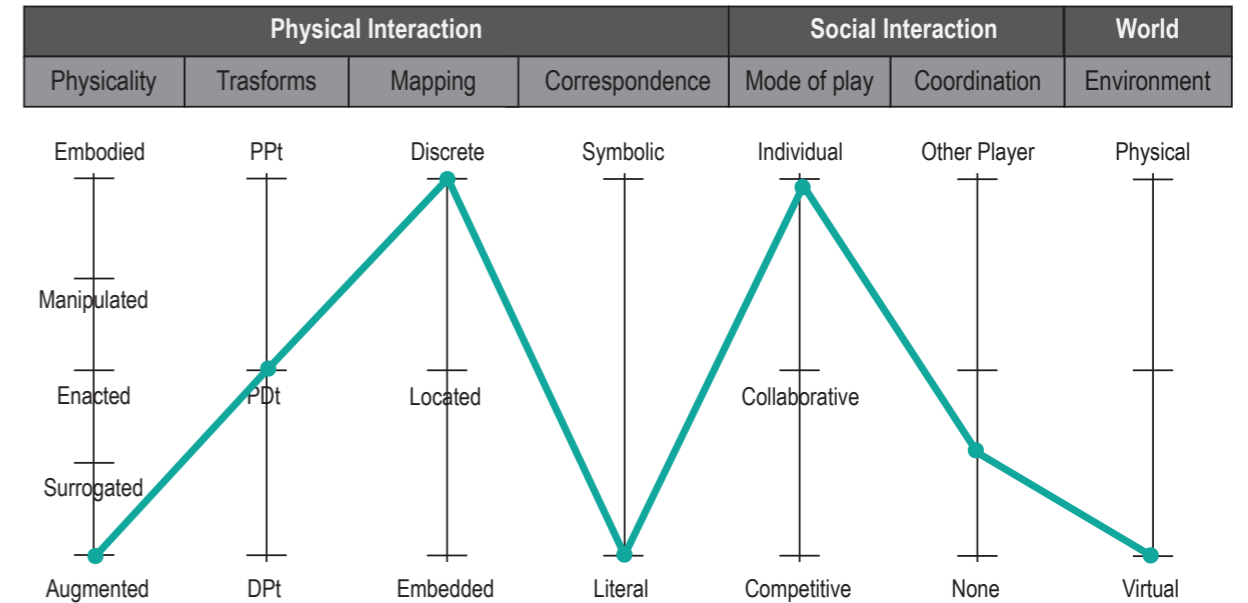 Physical Interaction Social Interaction World
Physicality Trasforms Mapping Correspondence Mode of play Coordination Environment
Embodied PPt Discrete Symbolic Individual Other Player Physical
Manipulated
Enacted PDt Located Collaborative
Surrogated
Augmented DPt Embedded Literal Competitive None Virtual